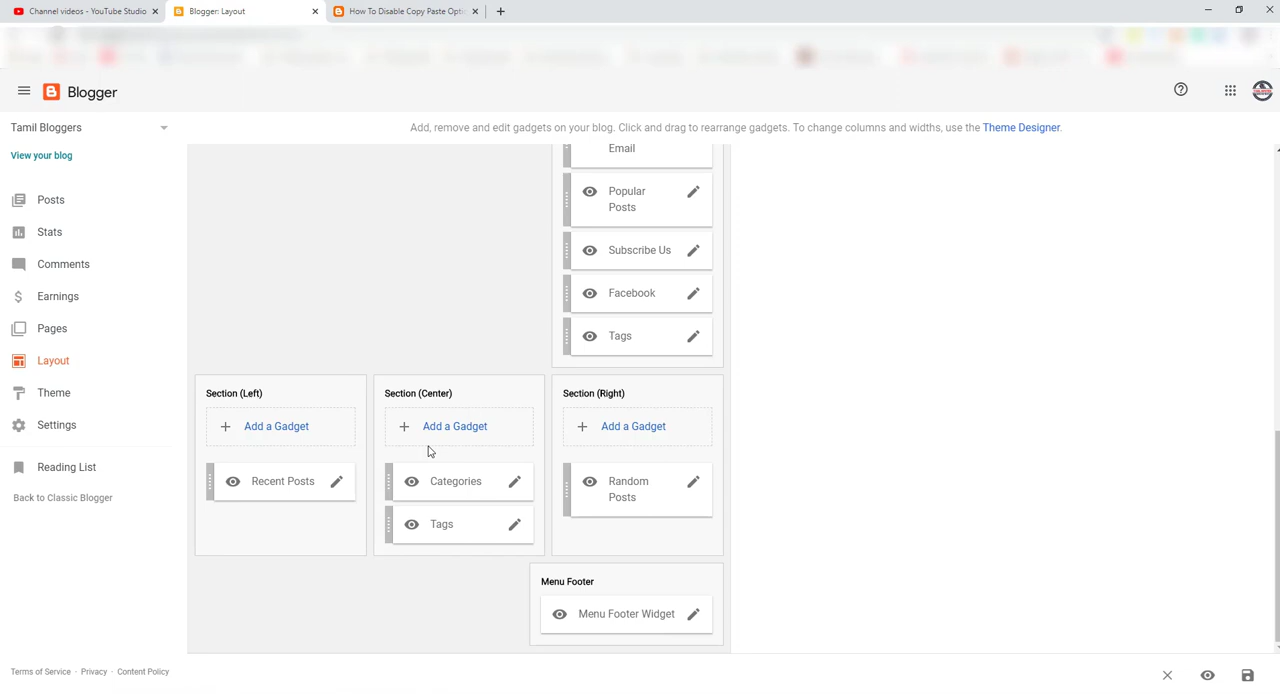 Channel videos - YouTube Studio
Blogger: Layout
How To Disable Copy Paste Opti
Blogger
Tamil Bloggers
Add, remove and edit gadgets on your blog. Click and drag to rearrange gadgets. To change columns and widths, use the Theme Designer.
View your blog
Posts
Stats
Comments
Earnings
Pages
Layout
Theme
Settings
Reading List
Back to Classic Blogger
Email
Popular
Posts
Subscribe Us
Facebook
Tags
Section (Left)
Add a Gadget
Recent Posts
Section (Center)
Add a Gadget
Categories
Tags
Section (Right)
Add a Gadget
Random
Posts
Menu Footer
Menu Footer Widget
Terms of Service · Privacy · Content Policy